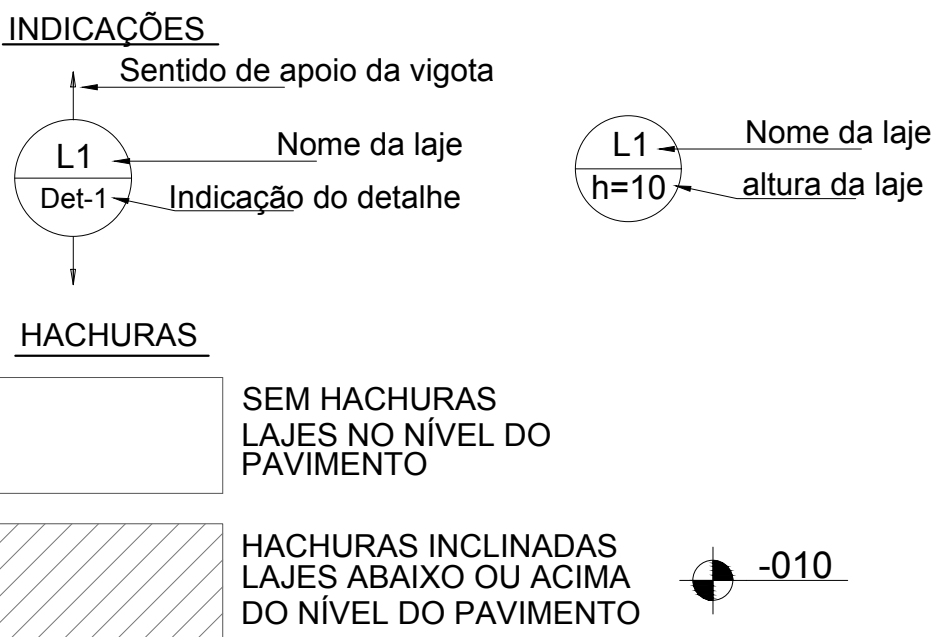 INDICAÇÕES
Sentido de apoio da vigota
L1
Nome da laje
Det-1
Indicação do detalhe
L1
Nome da laje
h=10
altura da laje
HACHURAS
SEM HACHURAS
LAJES NO NÍVEL DO
PAVIMENTO
HACHURAS INCLINADAS
LAJES ABAIXO OU ACIMA
DO NÍVEL DO PAVIMENTO
-010